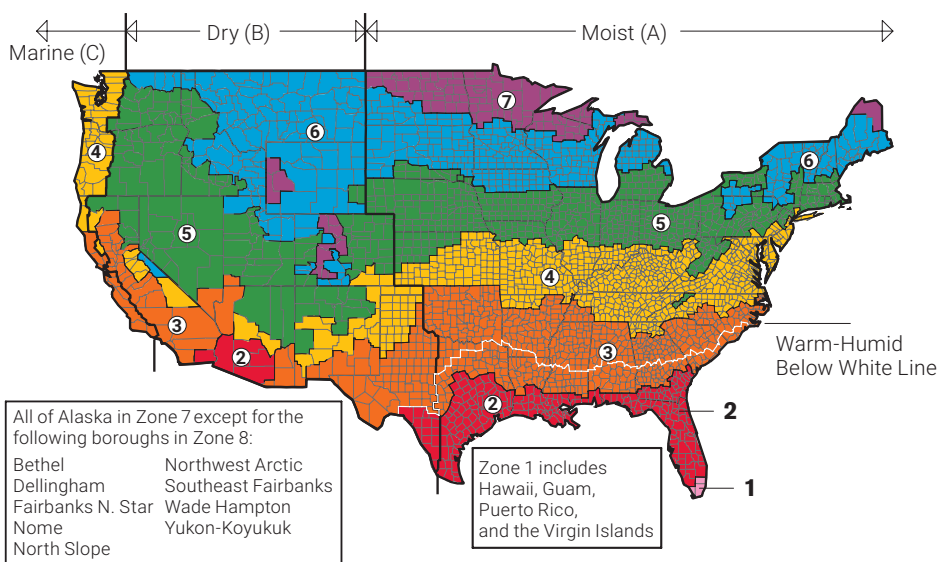 Marine (C)
Dry (B)
Moist (A)
7
6
4
6
5
5
4
3
3
2
Warm-Humid
Below White Line
2
2
1
All of Alaska in Zone 7 except for the
following boroughs in Zone 8:
Bethel
Dellingham
Fairbanks N. Star
Nome
North Slope
Northwest Arctic
Southeast Fairbanks
Wade Hampton
Yukon-Koyukuk
Zone 1 includes
Hawaii, Guam,
Puerto Rico,
and the Virgin Islands